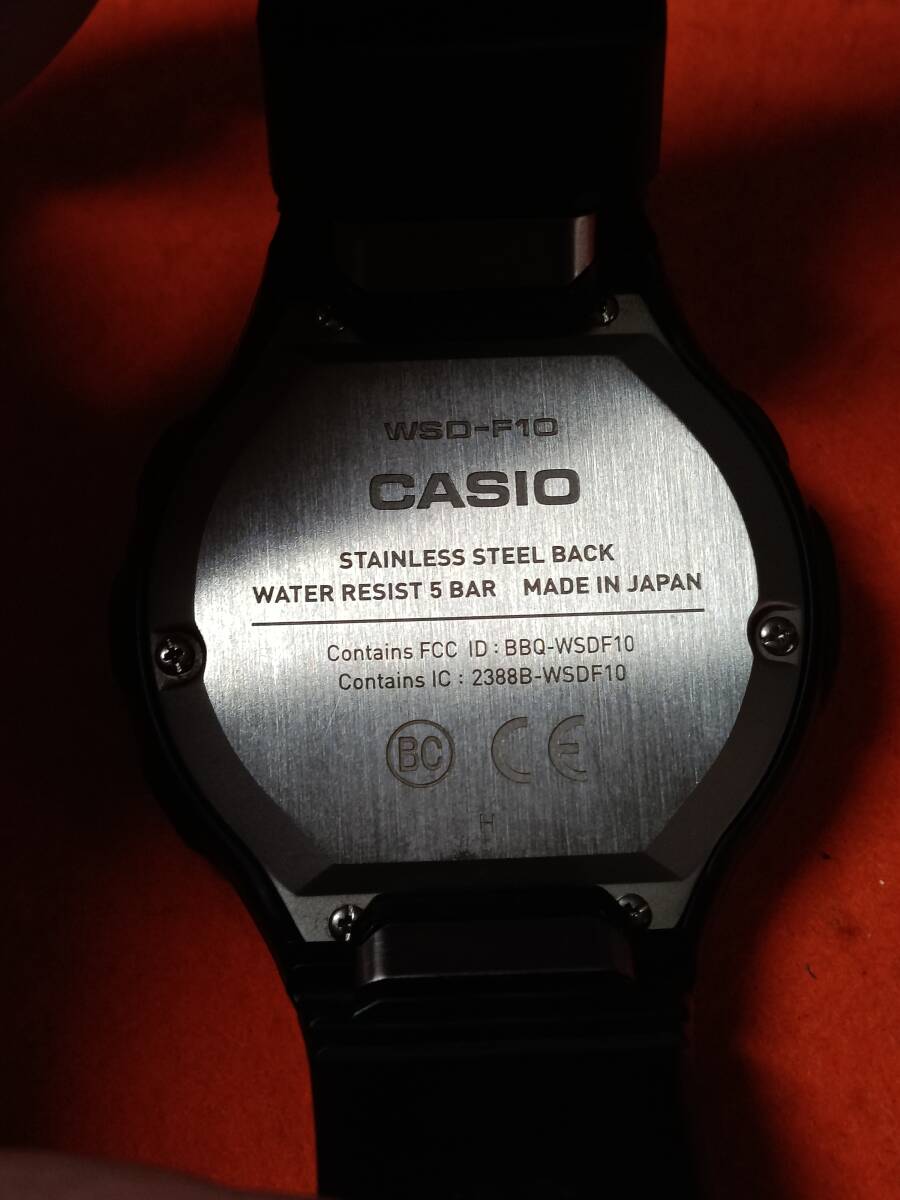 WSD-F10
CASIO
STAINLESS STEEL BACK
WATER RESIST 5 BAR MADE IN JAPAN
Contains FCC ID : BBQ-WSDF10
Contains IC : 2388B-WSDF10
BC CE
H